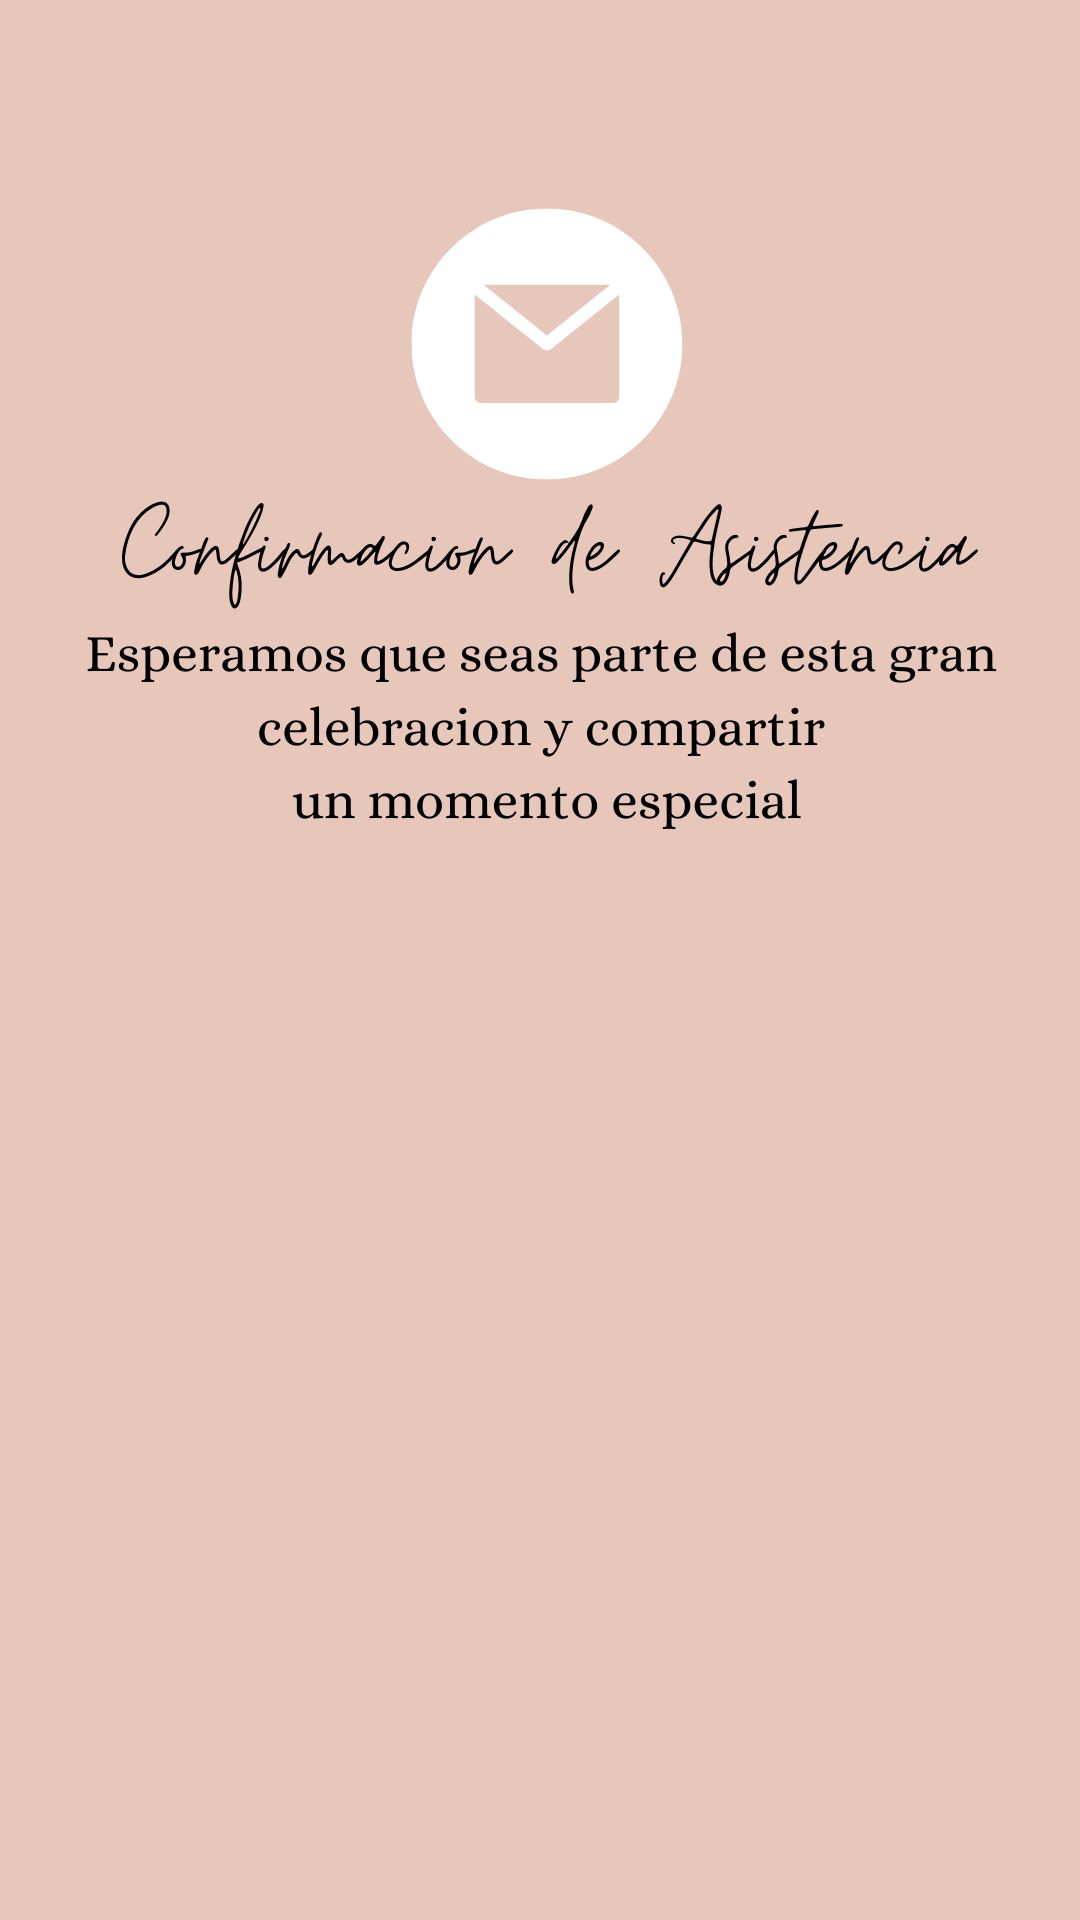 Confirmacion de Asistencia
Esperamos que seas parte de esta gran
celebracion y compartir
un momento especial